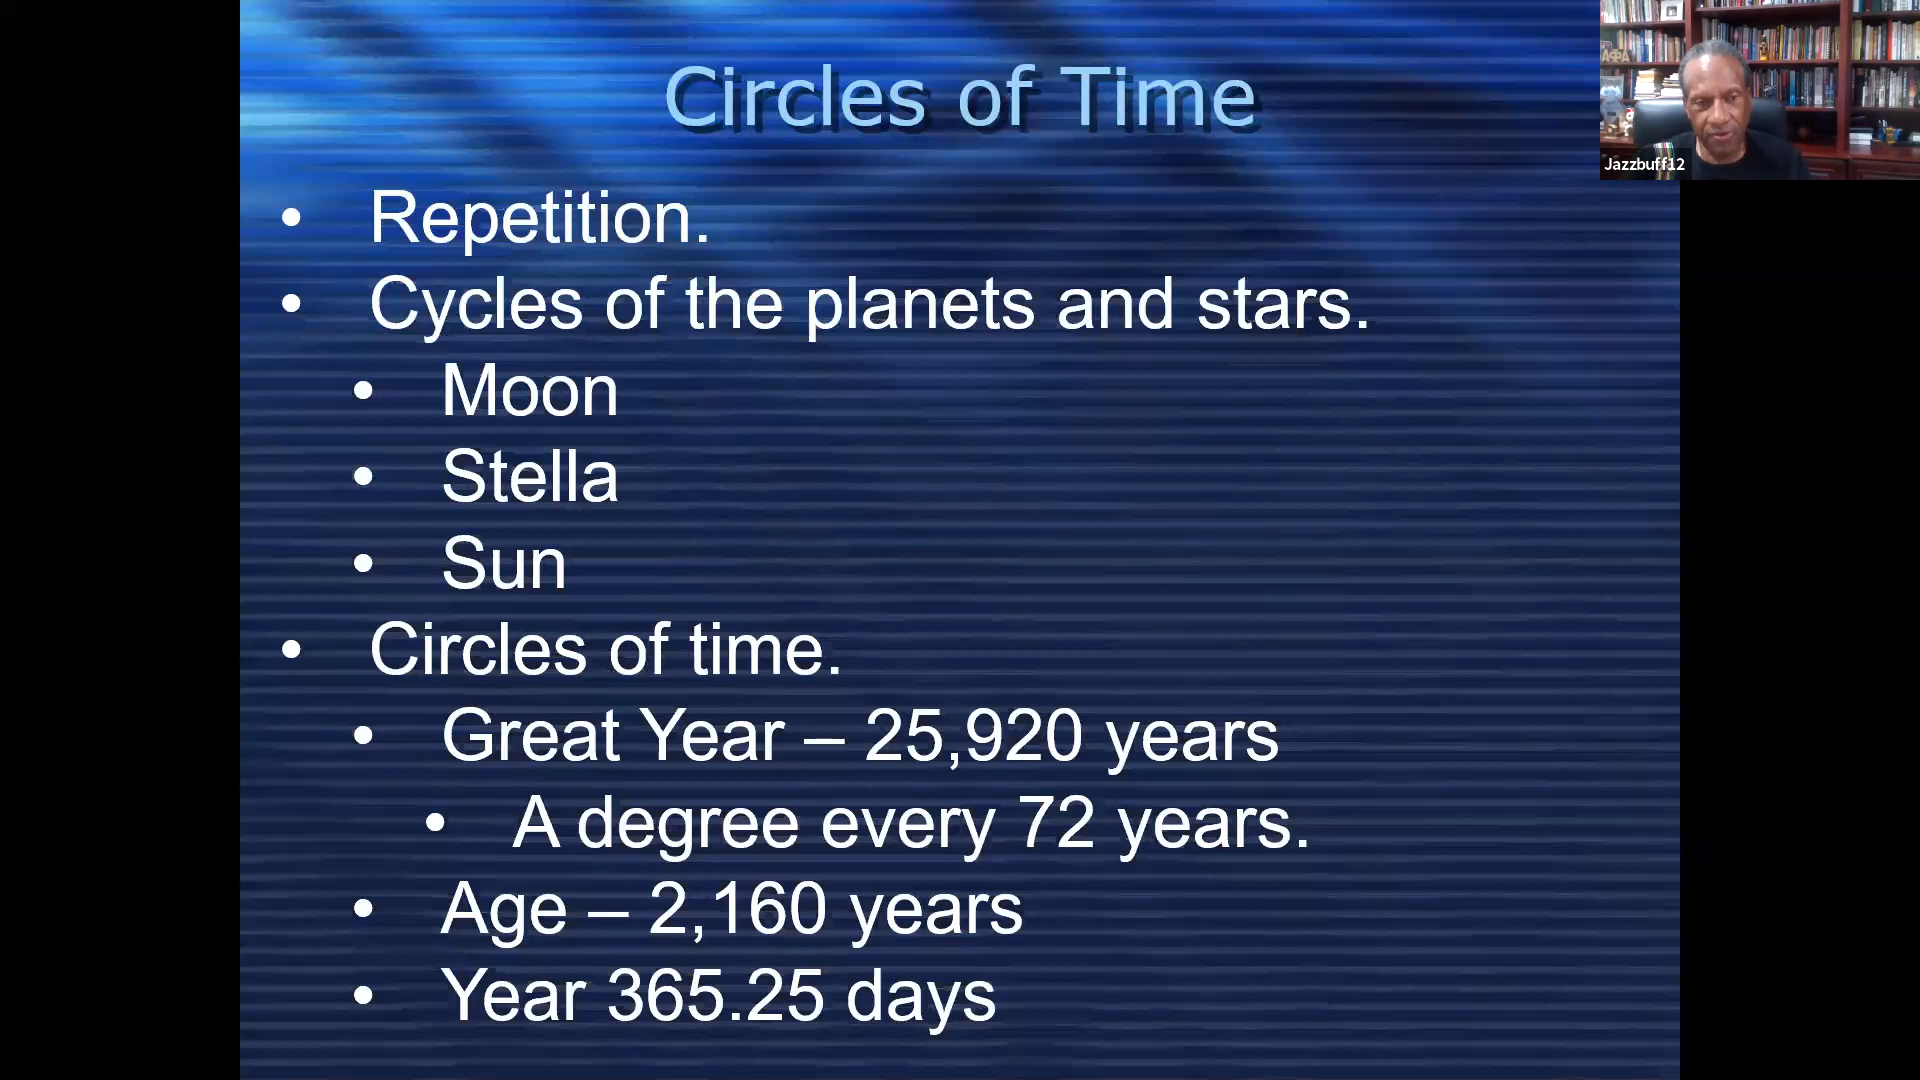 Circles of Time
Jazzbuff12
• Repetition.
• Cycles of the planets and stars.
• Moon
• Stella
• Sun
• Circles of time.
• Great Year – 25,920 years
• A degree every 72 years.
• Age – 2,160 years
• Year 365.25 days